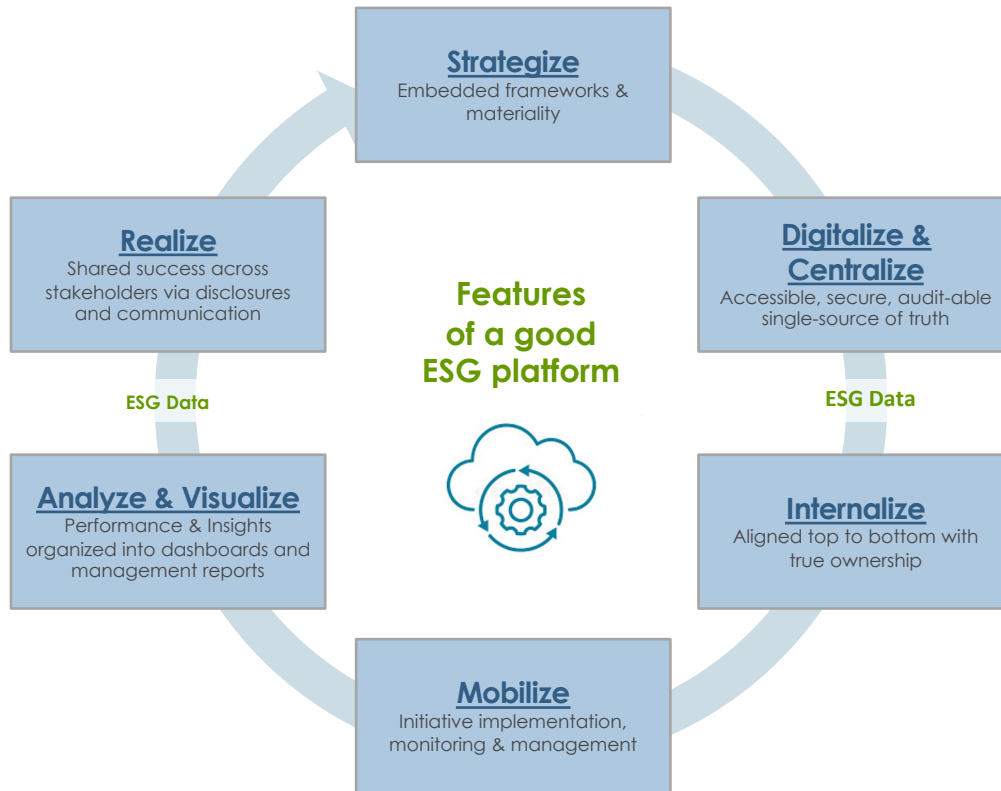 Strategize
Embedded frameworks &
materiality
Digitalize &
Centralize
Accessible, secure, audit-able
single-source of truth
ESG Data
Internalize
Aligned top to bottom with
true ownership
Mobilize
Initiative implementation,
monitoring & management
Analyze & Visualize
Performance & Insights
organized into dashboards and
management reports
ESG Data
Realize
Shared success across
stakeholders via disclosures
and communication
Features
of a good
ESG platform